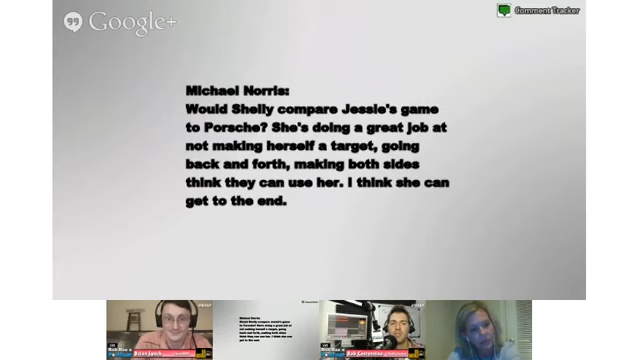 Google+
Comment Tracker
Michael Norris:
Would Shelly compare Jessie's game
to Porsche? She's doing a great job at
not making herself a target, going
back and forth, making both sides
think they can use her. I think she can
get to the end.